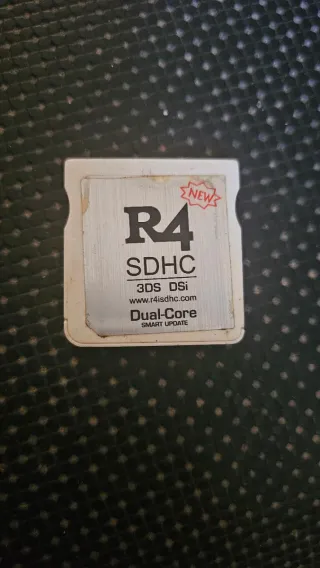 NEW
R4
SDHC
3DS DSi
www.r4isdhc.com
Dual-Core
SMART UPDATE